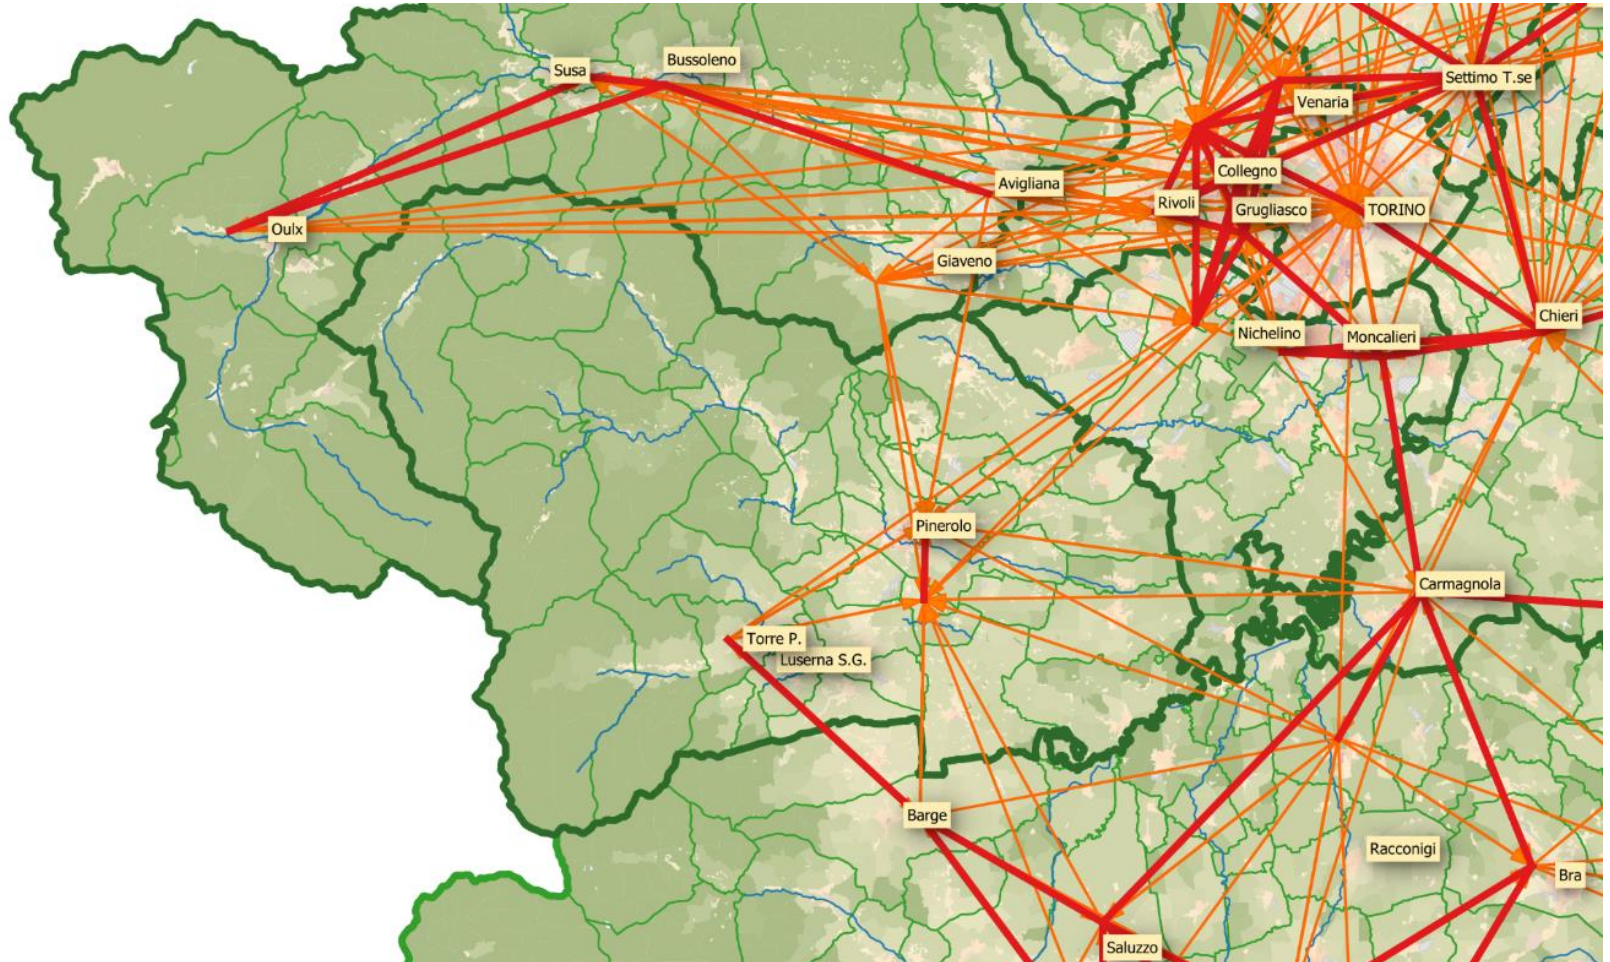 Bussoleno
Susa
Settimo T.se
Venaria
Collegno
Avigliana
Rivoli
Grugliasco
TORINO
Oulx
Giaveno
Chieri
Nichelino
Moncalieri
Pinerolo
Carmagnola
Torre P.
Luserna S.G.
Barge
Racconigi
Bra
Saluzzo